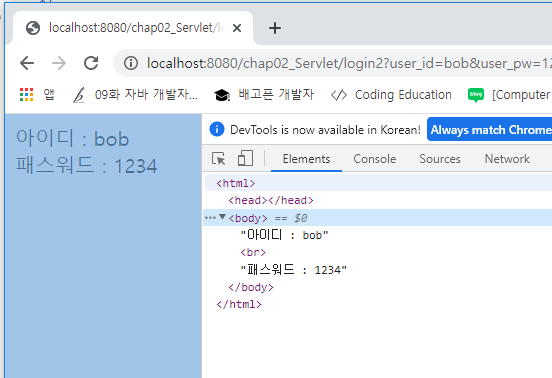 localhost:8080/chap02_Servlet/lo
localhost:8080/chap02_Servlet/login2?user_id=bob&user_pw=12
앱 09화 자바 개발자... 배고픈 개발자 </> Coding Education blog [Computer
아이디 : bob
패스워드 : 1234
DevTools is now available in Korean! Always match Chrome
Elements Console Sources Network
<html>
<head></head>
<body> == $0
"아이디 : bob"
<br>
"패스워드 : 1234"
</body>
</html>